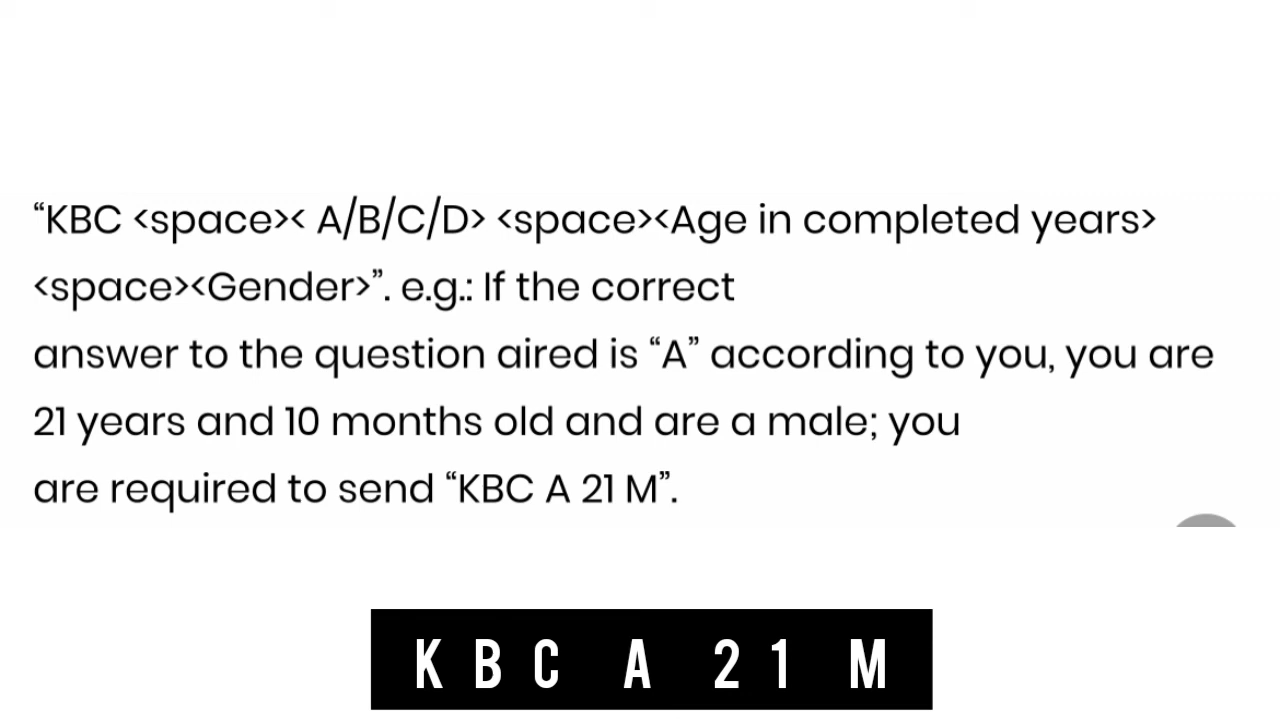 “KBC <space>< A/B/C/D> <space><Age in completed years>
<space><Gender>”. e.g.: If the correct
answer to the question aired is “A” according to you, you are
21 years and 10 months old and are a male; you
are required to send “KBC A 21 M”.
KBC A 21 M